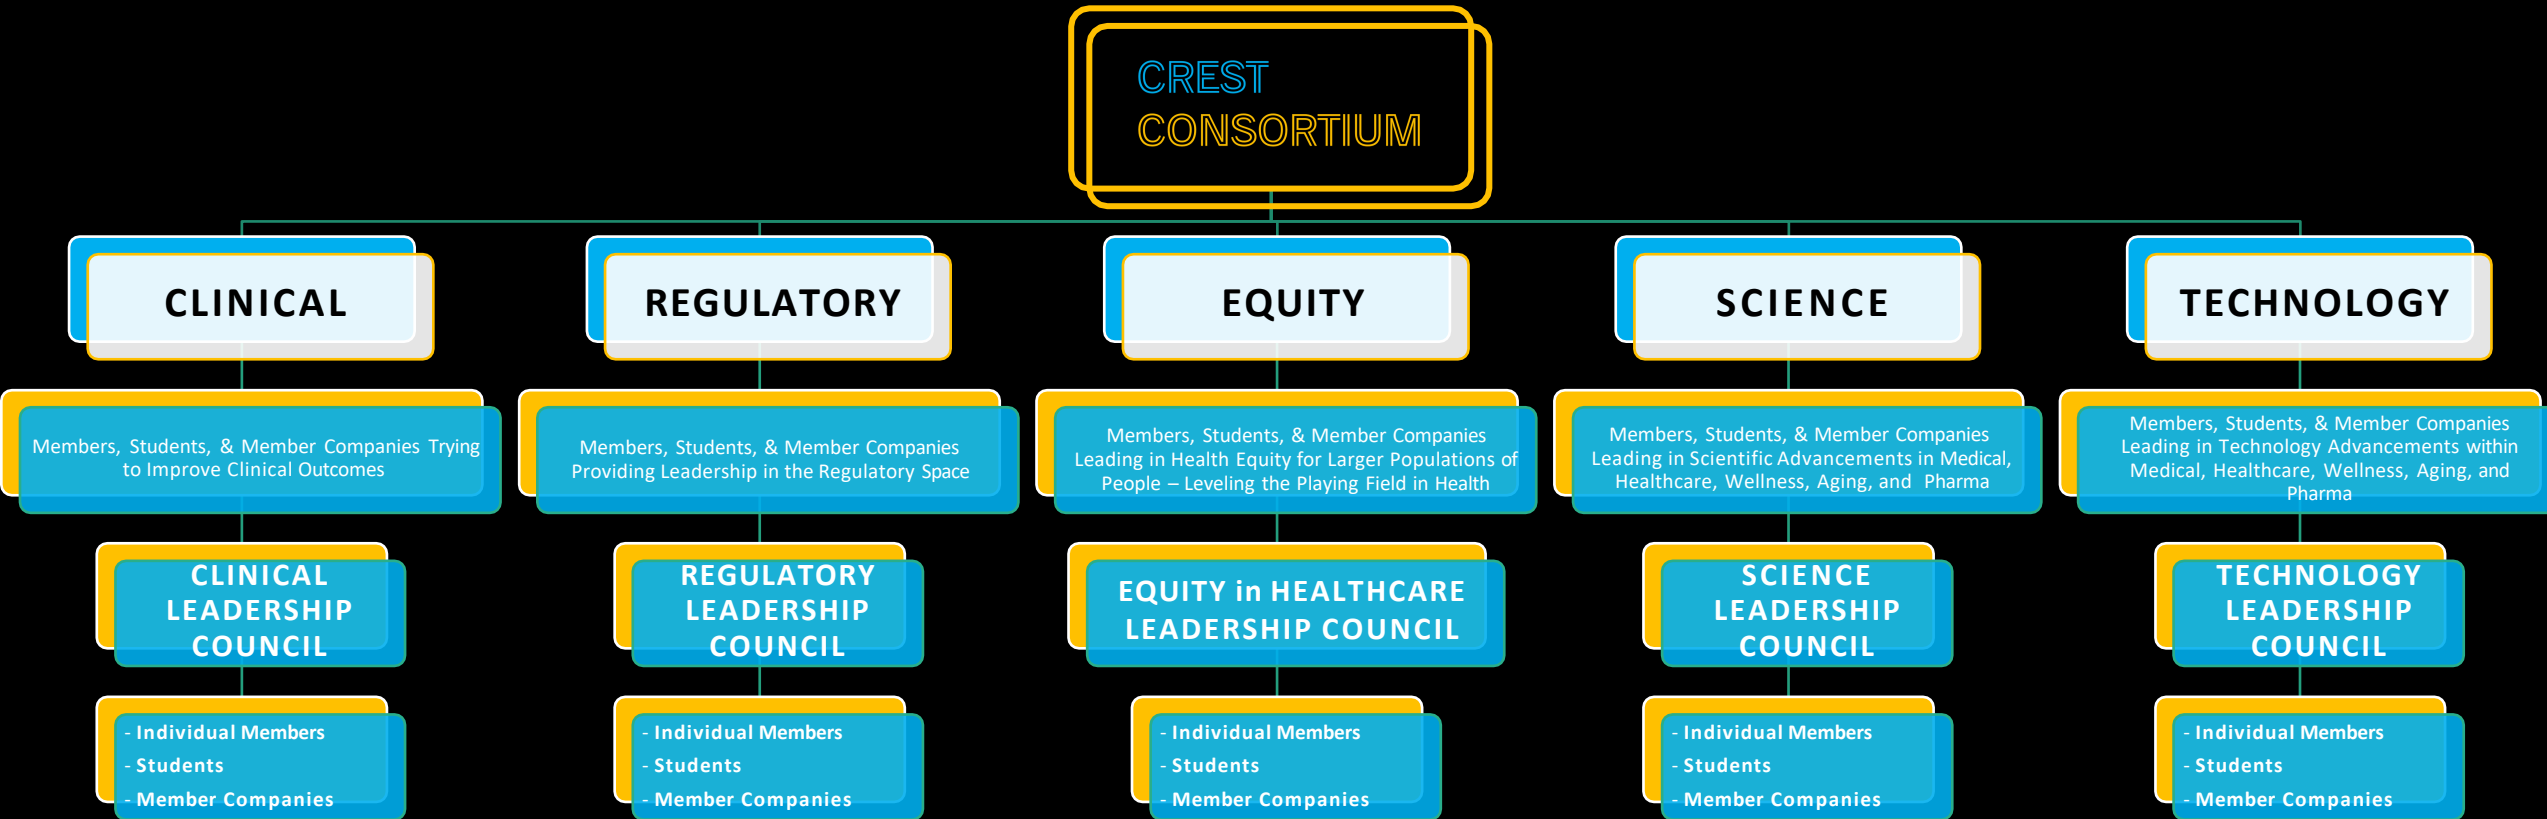 CREST
CONSORTIUM
CLINICAL
REGULATORY
EQUITY
SCIENCE
TECHNOLOGY
Members, Students, & Member Companies Trying
to Improve Clinical Outcomes
Members, Students, & Member Companies
Providing Leadership in the Regulatory Space
Members, Students, & Member Companies
Leading in Health Equity for Larger Populations of
People – Leveling the Playing Field in Health
Members, Students, & Member Companies
Leading in Scientific Advancements in Medical,
Healthcare, Wellness, Aging, and Pharma
Members, Students, & Member Companies
Leading in Technology Advancements within
Medical, Healthcare, Wellness, Aging, and
Pharma
CLINICAL
LEADERSHIP
COUNCIL
REGULATORY
LEADERSHIP
COUNCIL
EQUITY in HEALTHCARE
LEADERSHIP COUNCIL
SCIENCE
LEADERSHIP
COUNCIL
TECHNOLOGY
LEADERSHIP
COUNCIL
- Individual Members
- Students
- Member Companies
- Individual Members
- Students
- Member Companies
- Individual Members
- Students
- Member Companies
- Individual Members
- Students
- Member Companies
- Individual Members
- Students
- Member Companies